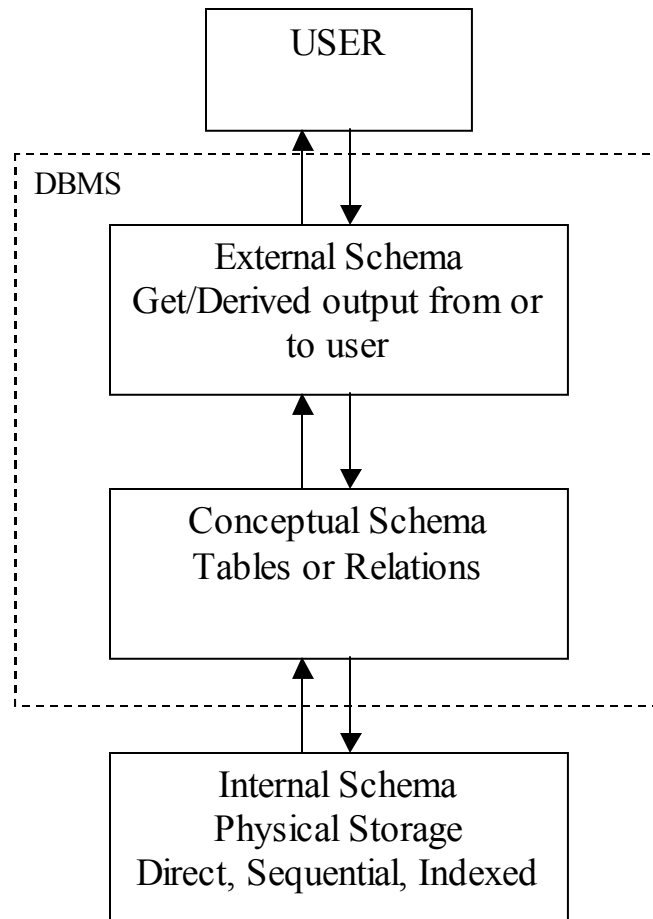 USER
DBMS
External Schema
Get/Derived output from or
to user
Conceptual Schema
Tables or Relations
Internal Schema
Physical Storage
Direct, Sequential, Indexed